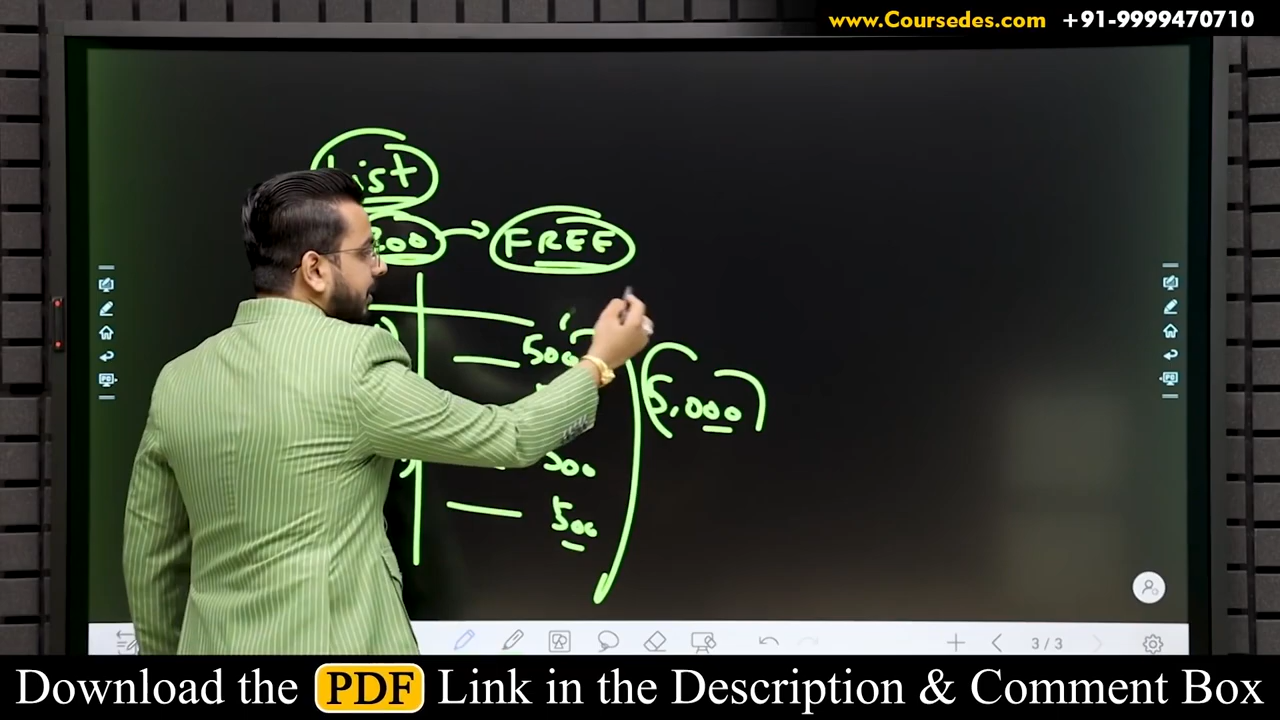 www.Coursedes.com +91-9999470710
List
FREE
500
5,000
500
500
3/3
Download the PDF Link in the Description & Comment Box